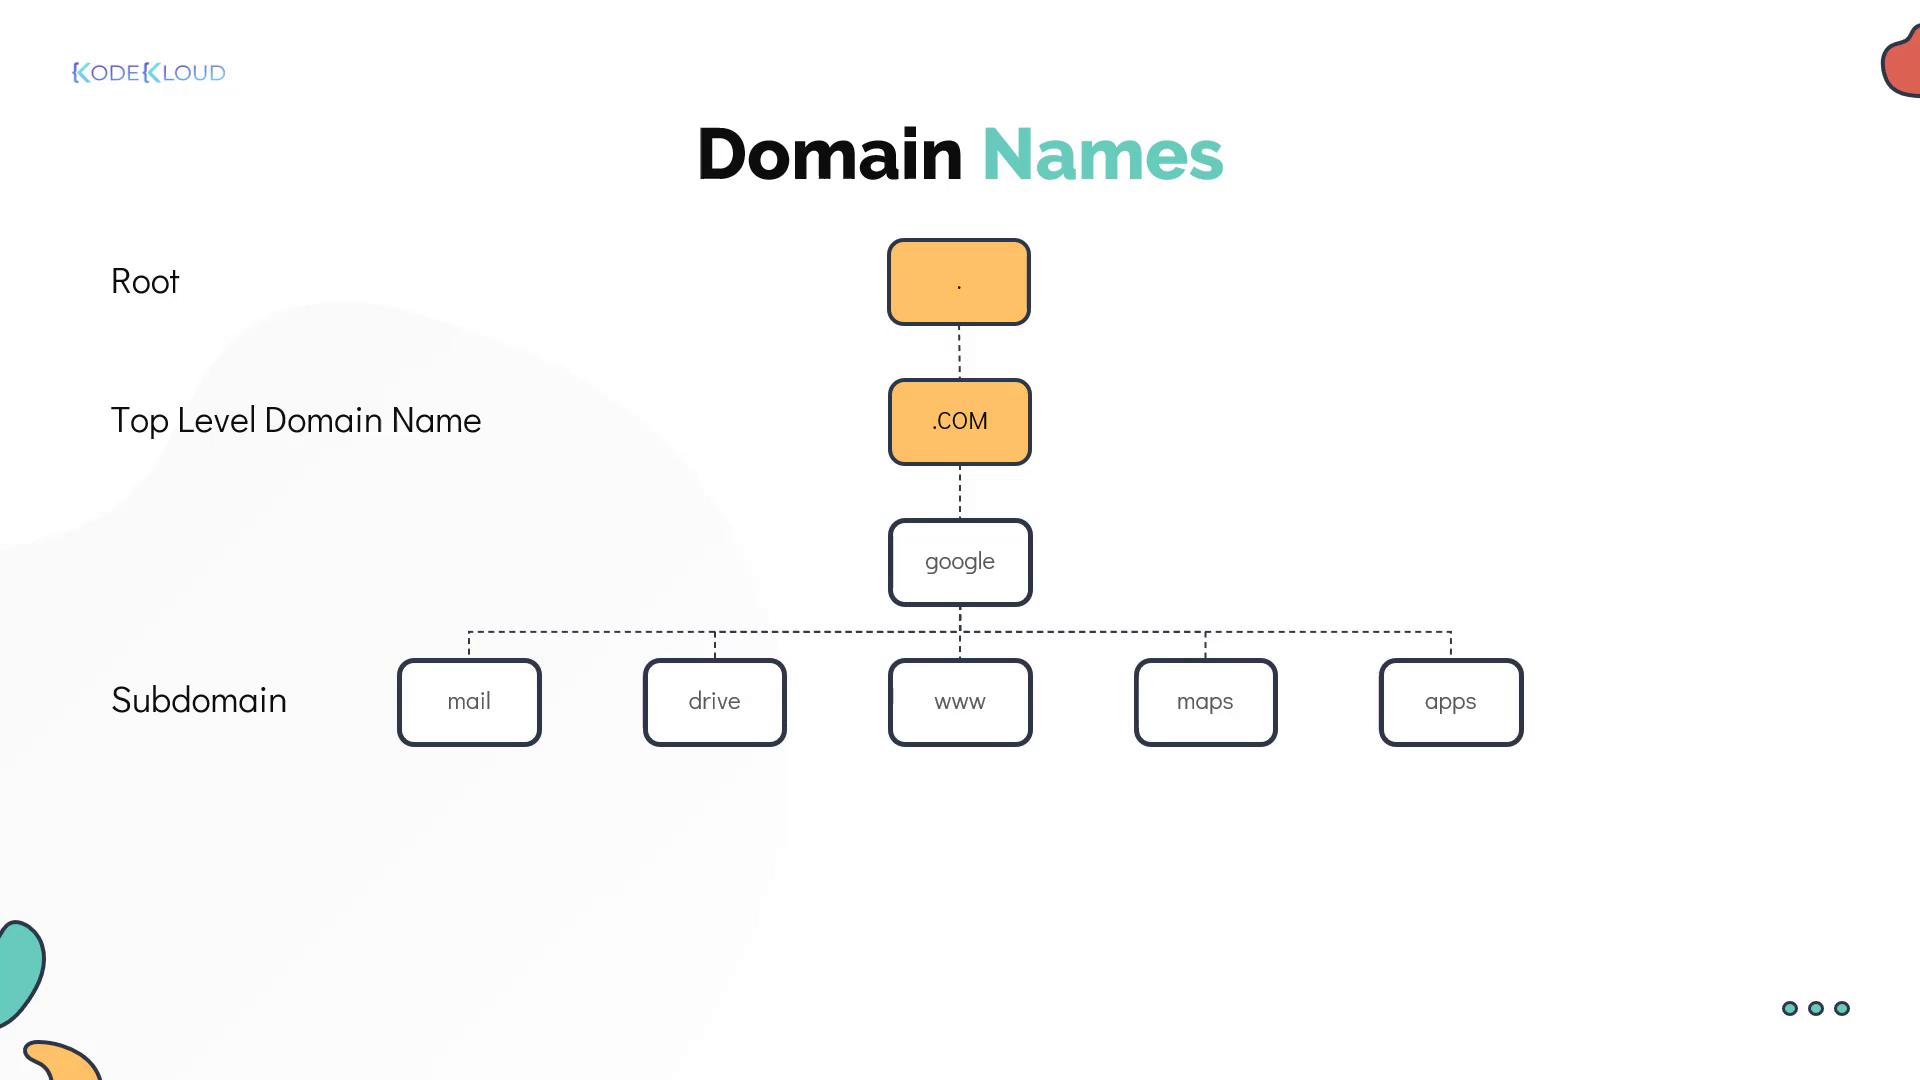 KODEKLOUD
Domain Names
Root
.
Top Level Domain Name
.COM
google
Subdomain
mail
drive
www
maps
apps